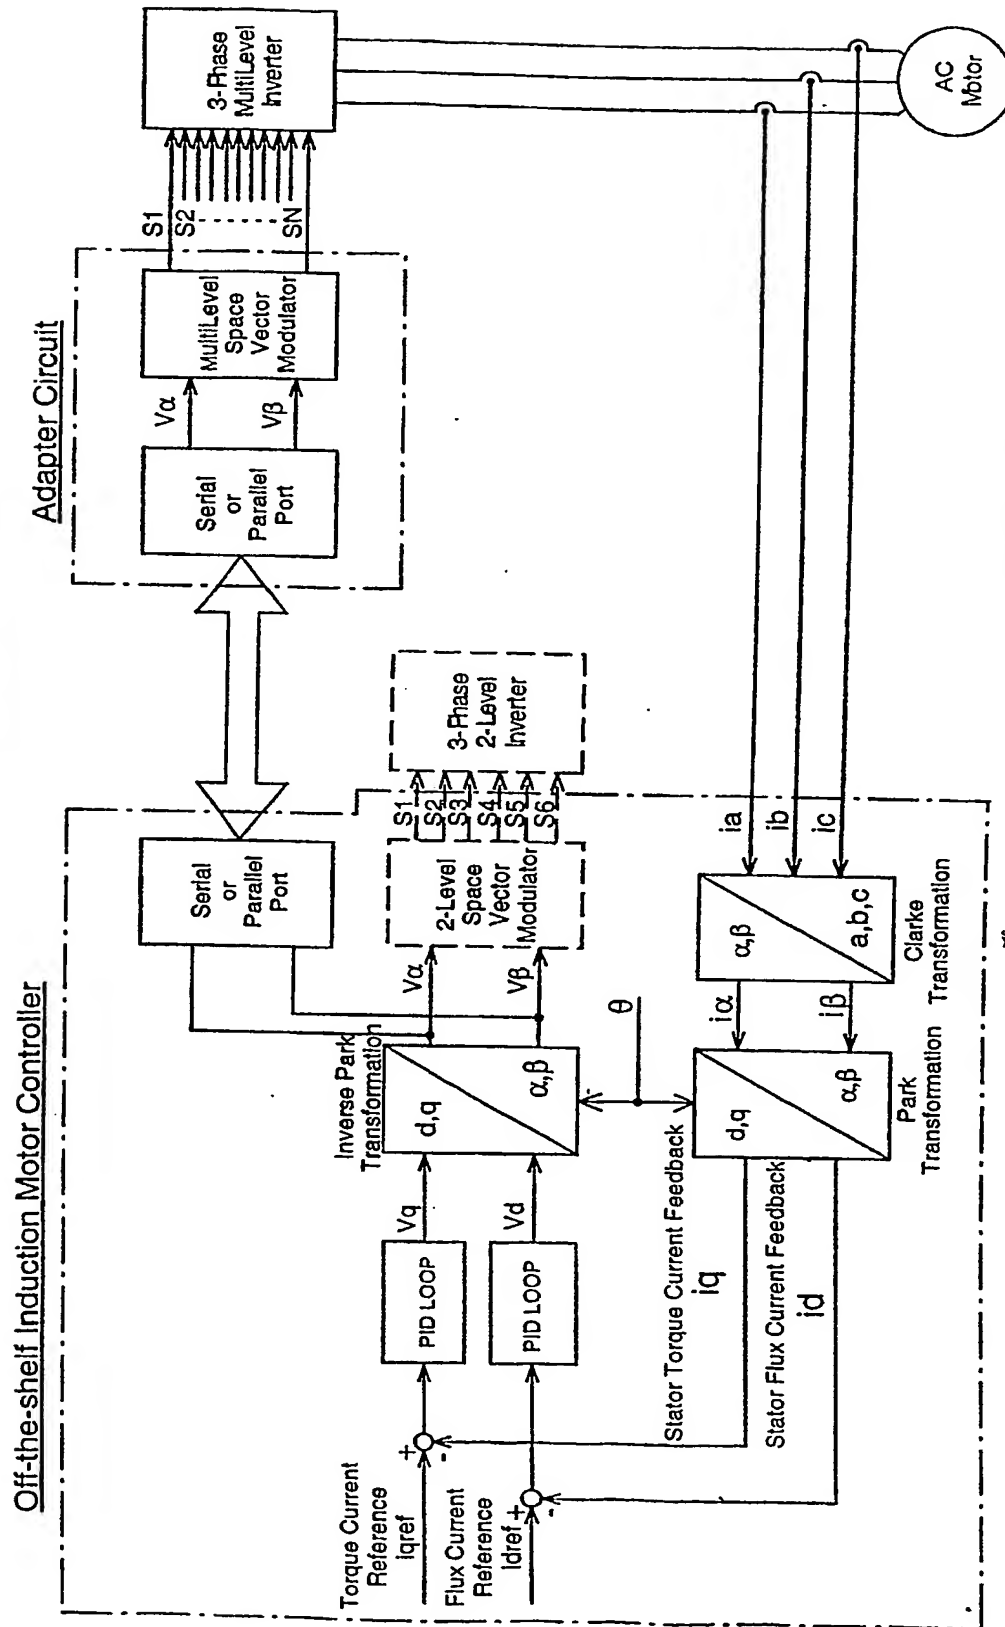 Off-the-shelf Induction Motor Controller
Adapter Circuit
Torque Current
Reference
Iqref
+
-
Flux Current
Reference
Idref
+
-
PID LOOP
Vq
PID LOOP
Vd
Inverse Park
Transformation
d,q
α,β
Vα
Vβ
Serial
or
Parallel
Port
2-Level
Space
Vector
Modulator
S1
S2
S3
S4
S5
S6
3-Phase
2-Level
Inverter
Serial
or
Parallel
Port
Vα
Vβ
MultiLevel
Space
Vector
Modulator
S1
S2
SN
3-Phase
MultiLevel
Inverter
AC
Motor
θ
Stator Torque Current Feedback
iq
Stator Flux Current Feedback
id
d,q
α,β
Park
Transformation
iα
iβ
α,β
a,b,c
Clarke
Transformation
ia
ib
ic